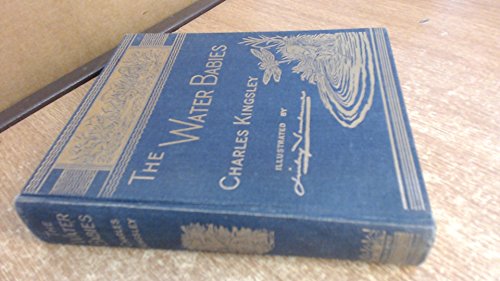 THE WATER BABIES
CHARLES KINGSLEY
ILLUSTRATED BY
THE
WATER
BABIES
CHARLES
KINGSLEY